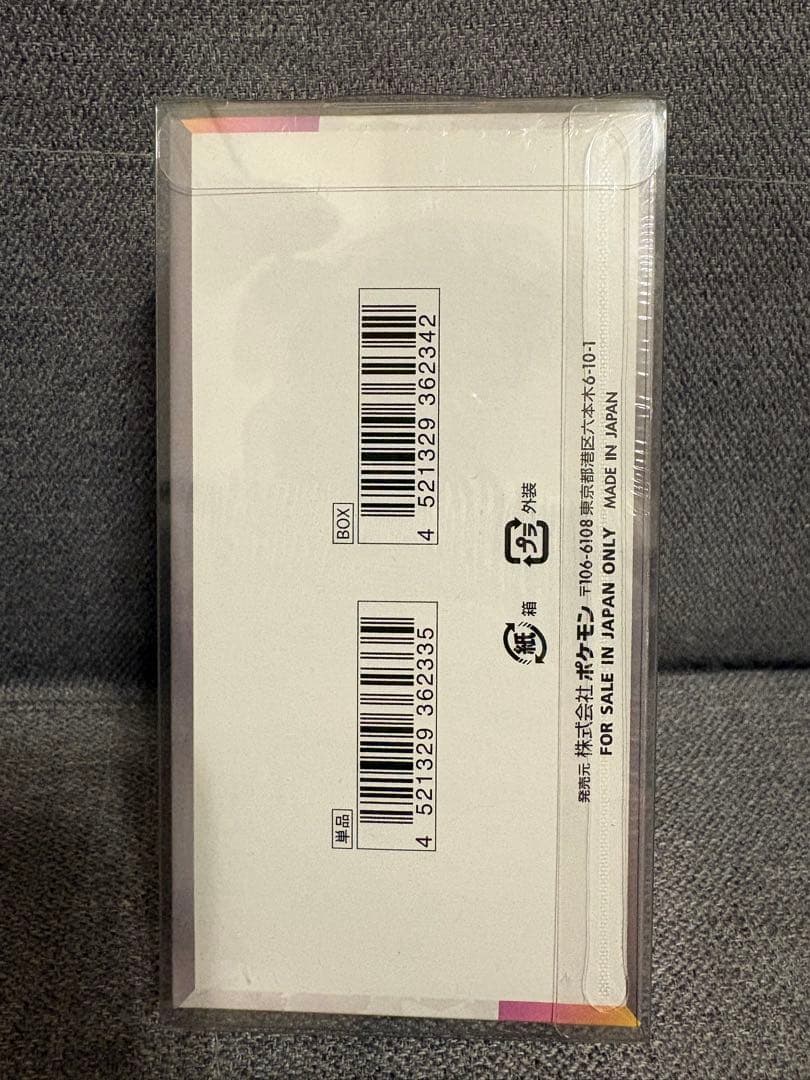 単品
4 521329 362335
BOX
4 521329 362342
紙 箱
プラ 外装
発売元 株式会社ポケモン 〒106-6108 東京都港区六本木6-10-1
FOR SALE IN JAPAN ONLY MADE IN JAPAN